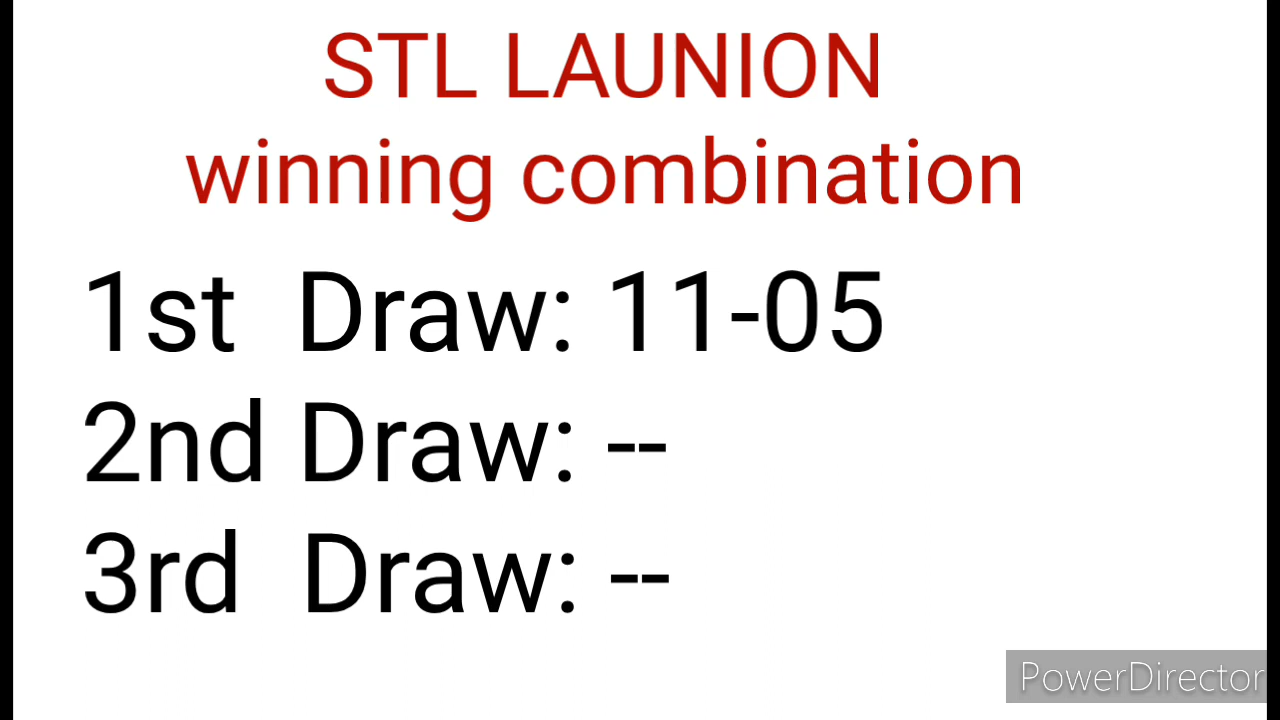 STL LAUNION
winning combination
1st Draw: 11-05
2nd Draw: --
3rd Draw: --
PowerDirector